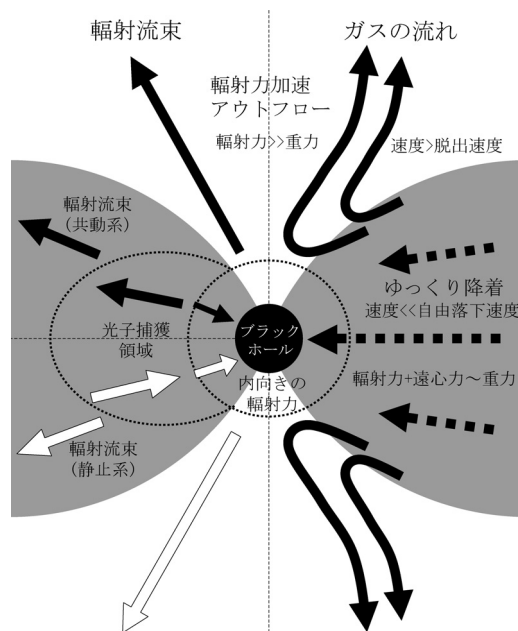 輻射流束
ガスの流れ
輻射力加速
アウトフロー
輻射力>>重力
速度>脱出速度
輻射流束
(共動系)
ゆっくり降着
速度<<自由落下速度
光子捕獲
領域
ブラック
ホール
内向きの
輻射力
輻射力+遠心力〜重力
輻射流束
(静止系)